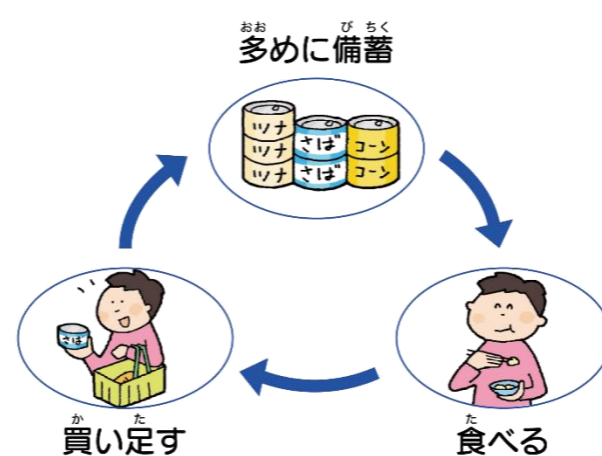 おお び ちく
多めに備蓄
ツナ さば コーン
ツナ さば コーン
ツナ
さば
か た
買い足す
た
食べる